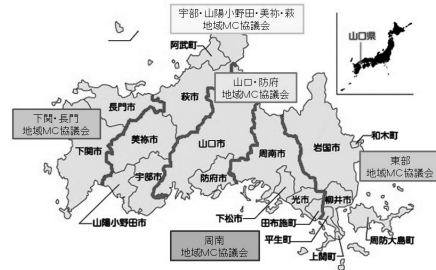 宇部・山陽小野田・美祢・萩
地域MC協議会
山口県
阿武町
萩市
山口・防府
地域MC協議会
長門市
下関・長門
地域MC協議会
下関市
美祢市
山口市
周南市
岩国市
和木町
東部
地域MC協議会
宇部市
防府市
光市
柳井市
山陽小野田市
下松市
田布施町
平生町
周防大島町
上関町
周南
地域MC協議会